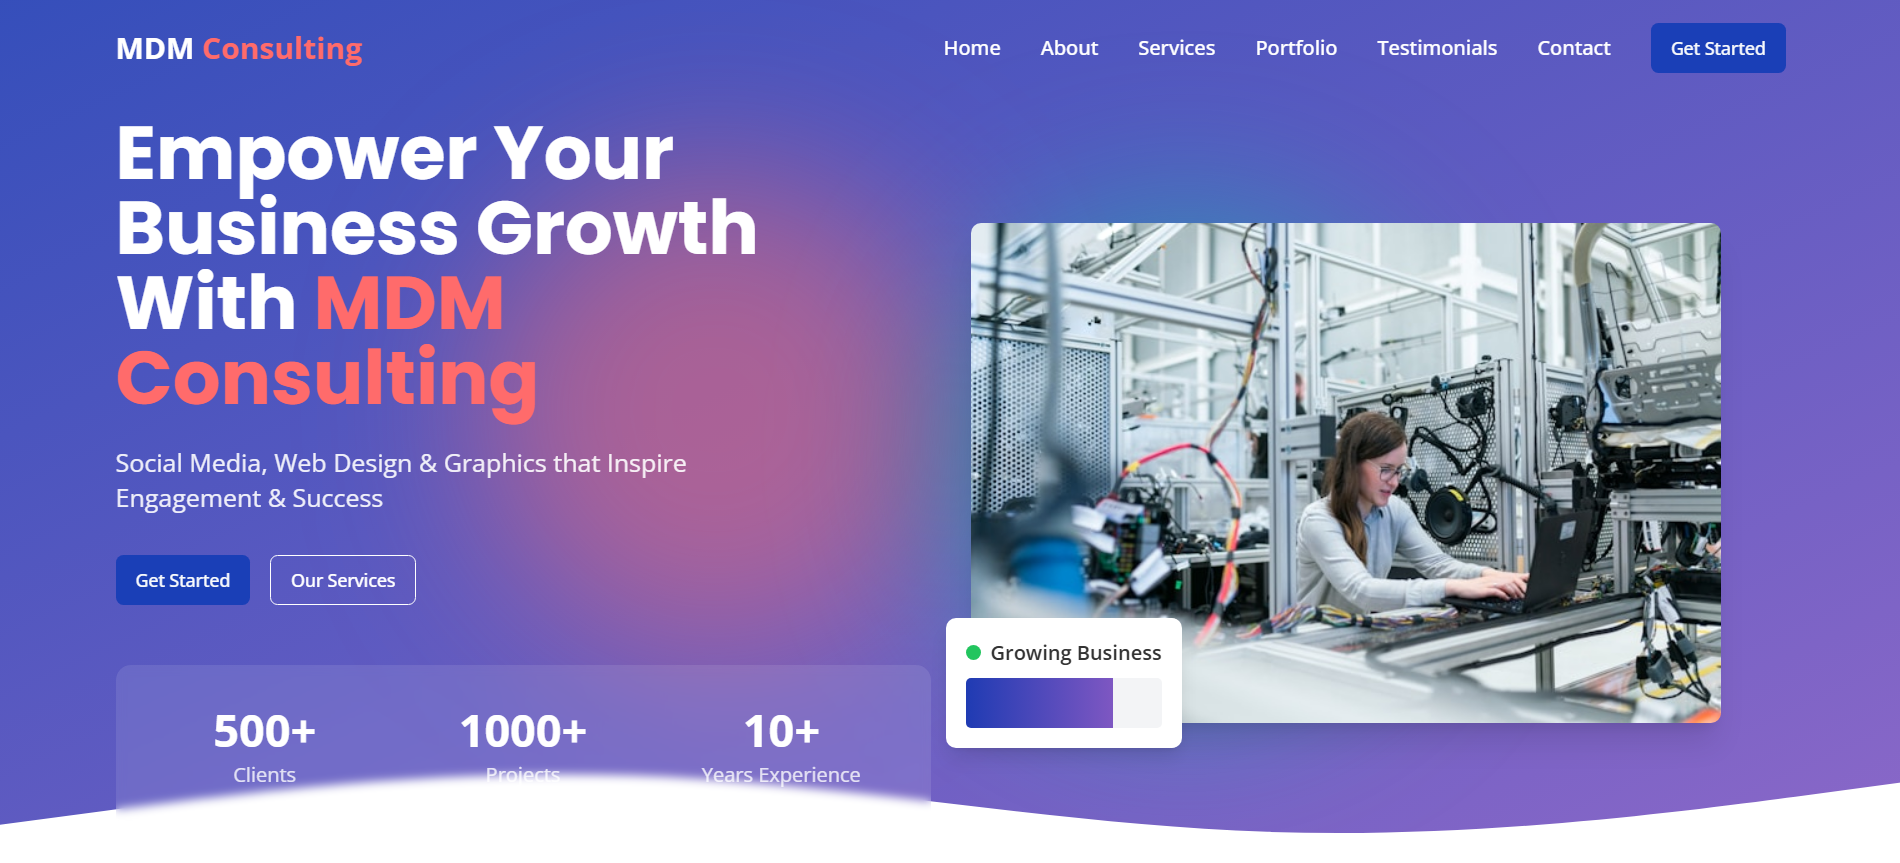 MDM Consulting
Home About Services Portfolio Testimonials Contact Get Started
Empower Your
Business Growth
With MDM
Consulting
Social Media, Web Design & Graphics that Inspire
Engagement & Success
Get Started Our Services
Growing Business
500+ 1000+ 10+
Clients Projects Years Experience